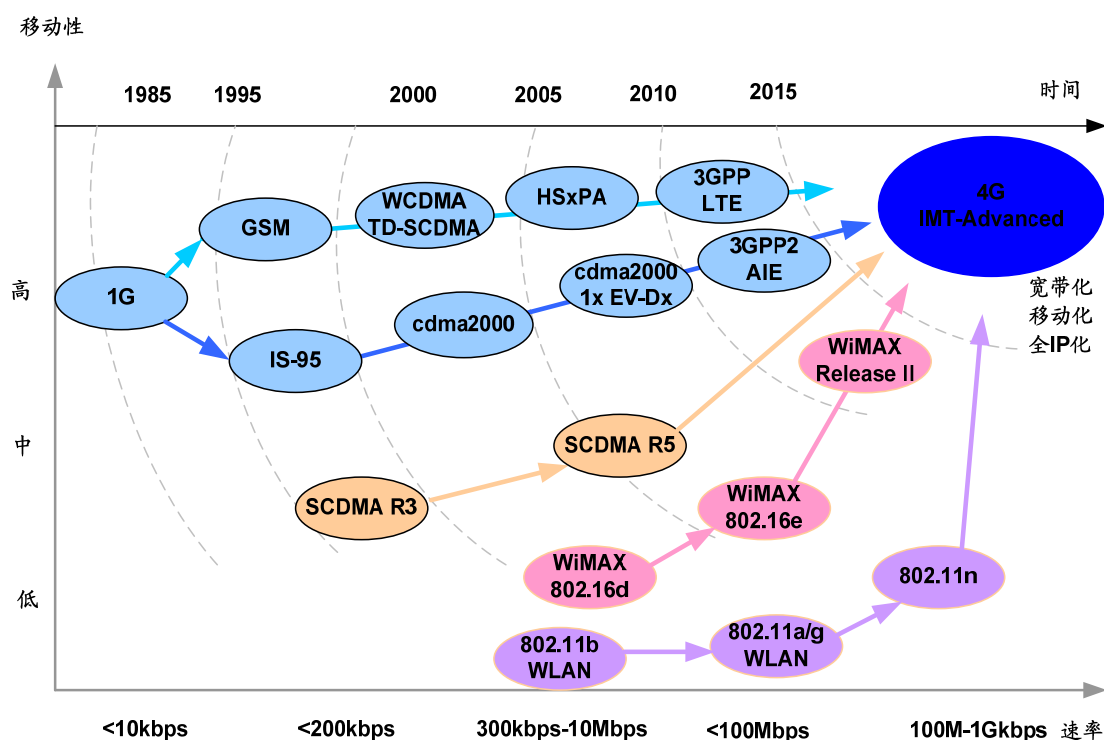 移动性
1985
1995
2000
2005
2010
2015
时间
3GPP
LTE
HSxPA
WCDMA
TD-SCDMA
GSM
4G
IMT-Advanced
3GPP2
AIE
cdma2000
1x EV-Dx
高
1G
宽带化
移动化
全IP化
cdma2000
IS-95
WiMAX
Release II
中
SCDMA R5
SCDMA R3
WiMAX
802.16e
WiMAX
802.16d
802.11n
低
802.11b
WLAN
802.11a/g
WLAN
<10kbps
<200kbps
300kbps-10Mbps
<100Mbps
100M-1Gkbps
速率